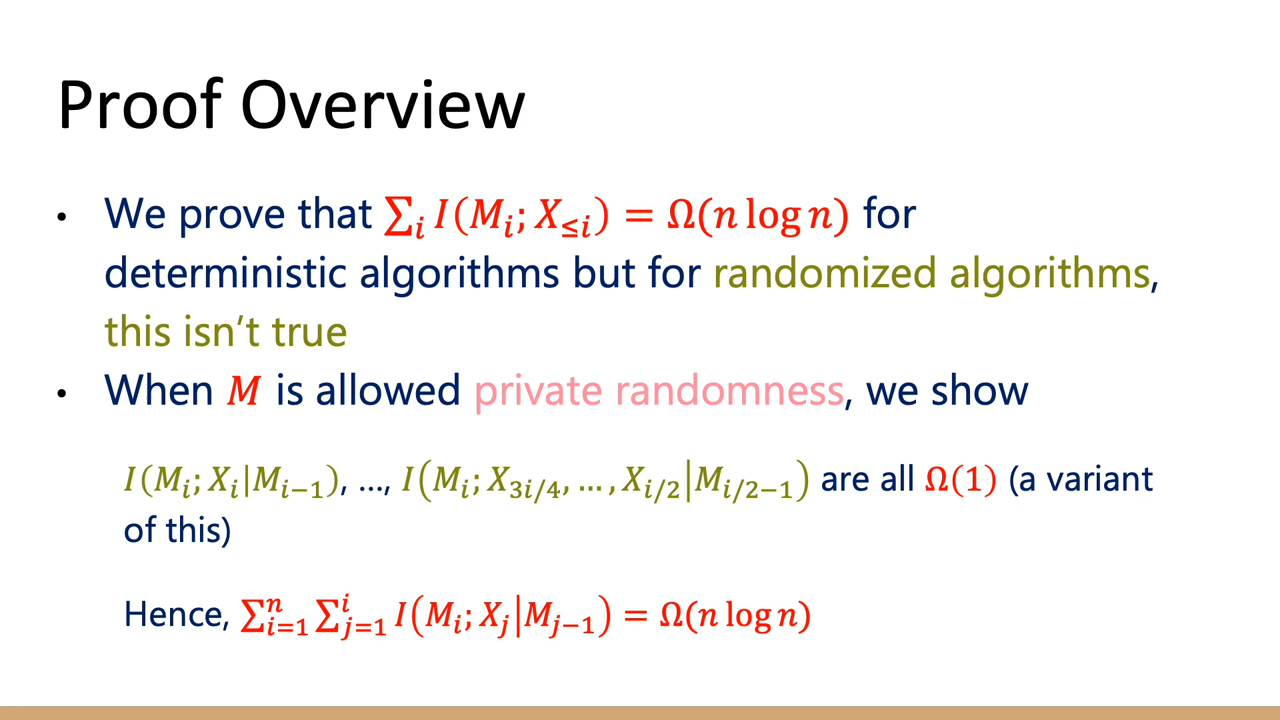 Proof Overview
• We prove that ∑ᵢ I(Mᵢ; X≤ᵢ) = Ω(n log n) for
deterministic algorithms but for randomized algorithms,
this isn’t true
• When M is allowed private randomness, we show
I(Mᵢ; Xᵢ|Mᵢ₋₁), …, I(Mᵢ; X₃ᵢ/₄, … , Xᵢ/₂|Mᵢ/₂₋₁) are all Ω(1) (a variant
of this)
Hence, ∑ⁿᵢ₌₁ ∑ⁱⱼ₌₁ I(Mᵢ; Xⱼ|Mⱼ₋₁) = Ω(n log n)